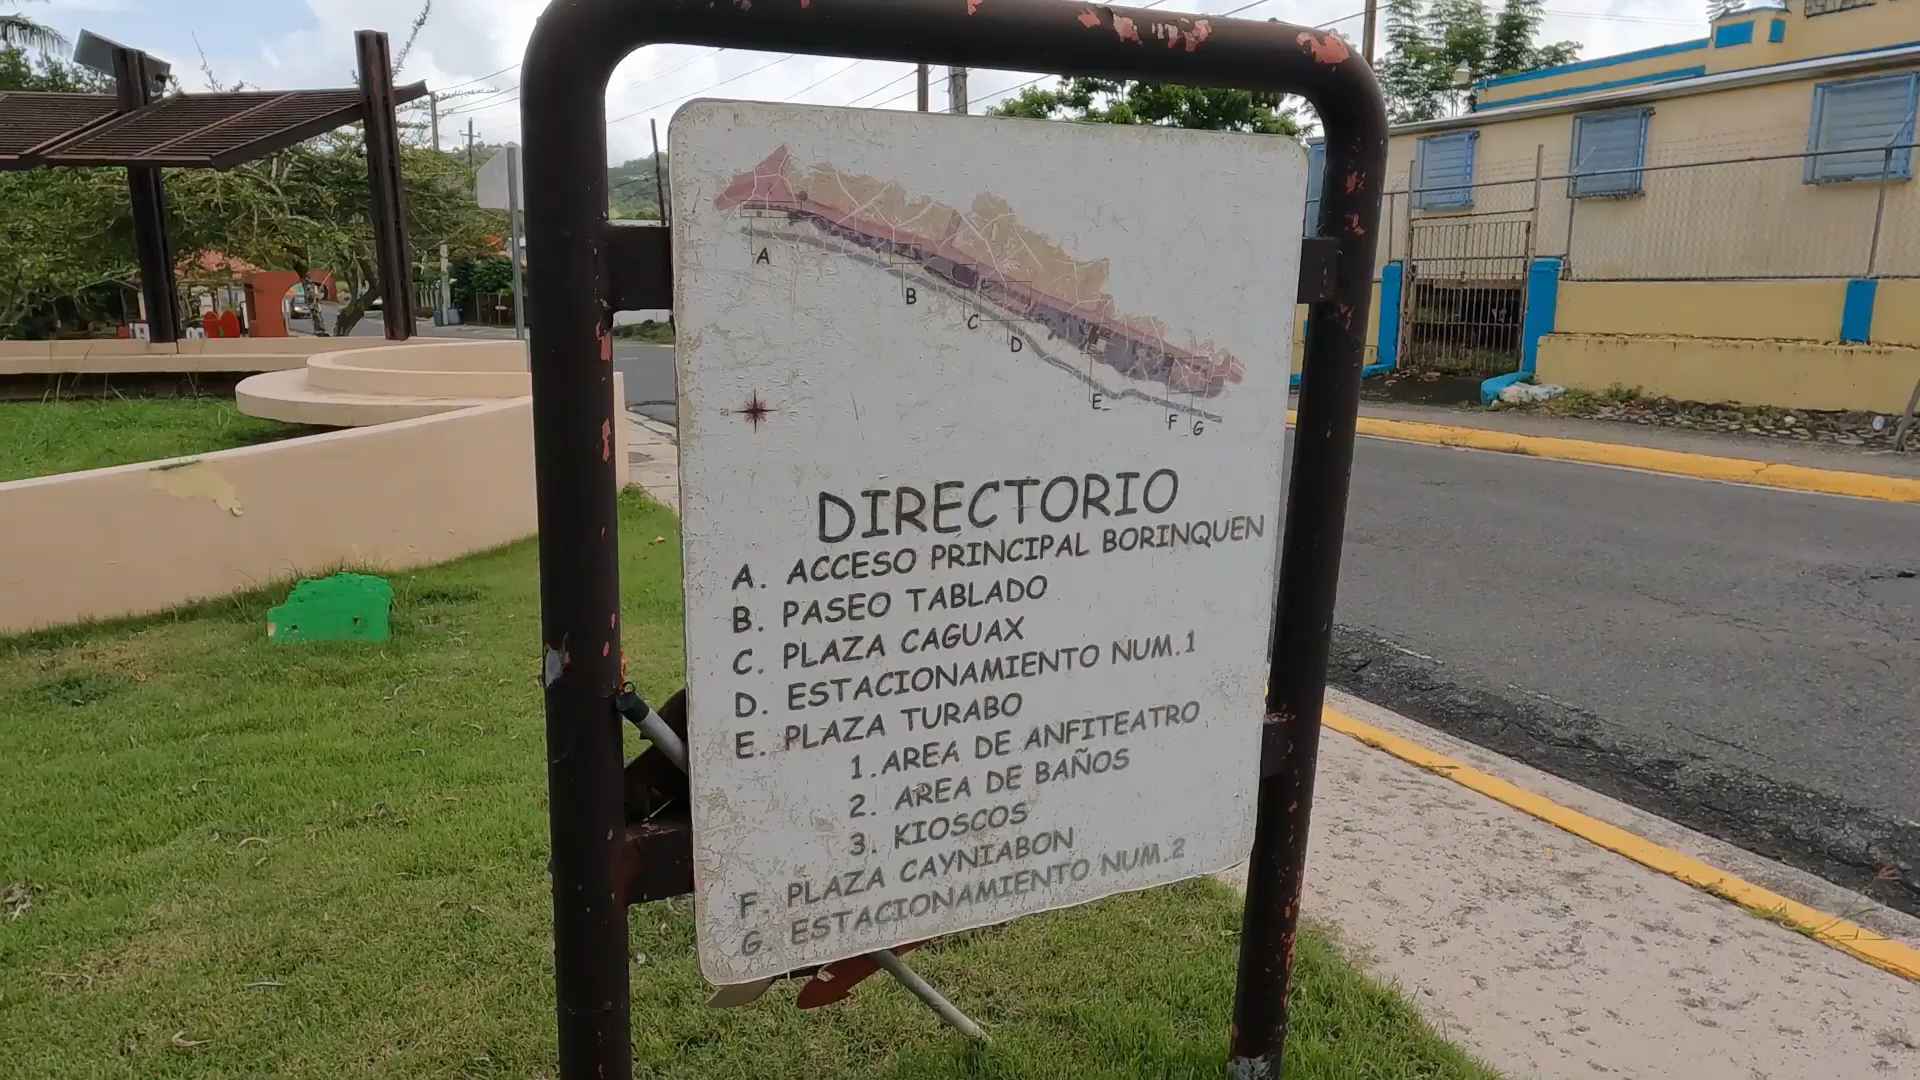 A
B
C
D
E
F
G
DIRECTORIO
A. ACCESO PRINCIPAL BORINQUEN
B. PASEO TABLADO
C. PLAZA CAGUAX
D. ESTACIONAMIENTO NUM.1
E. PLAZA TURABO
1. AREA DE ANFITEATRO
2. AREA DE BAÑOS
3. KIOSCOS
F. PLAZA CAYNIABON
G. ESTACIONAMIENTO NUM.2